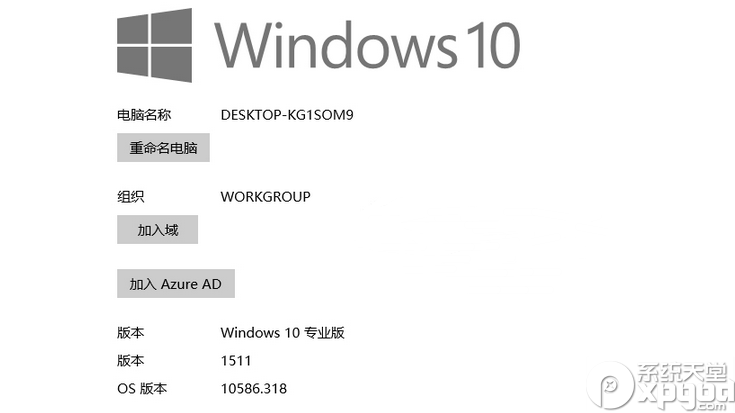 Windows 10
电脑名称 DESKTOP-KG1SOM9
重命名电脑
组织 WORKGROUP
加入域
加入 Azure AD
版本 Windows 10 专业版
版本 1511
OS 版本 10586.318
系统天堂
xpgod
.com